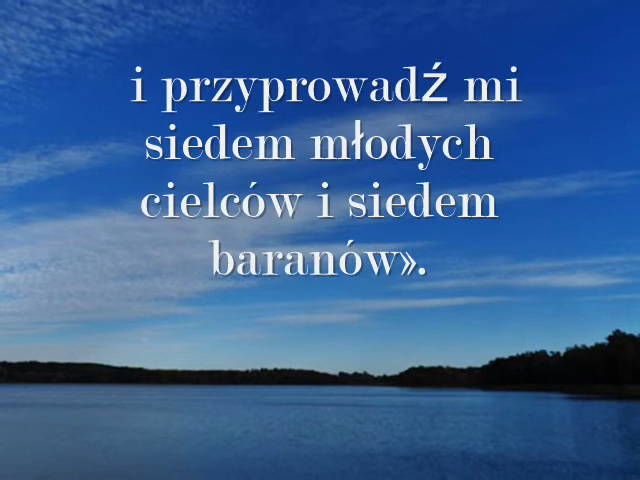 i przyprowadź mi
siedem młodych
cielców i siedem
baranów».